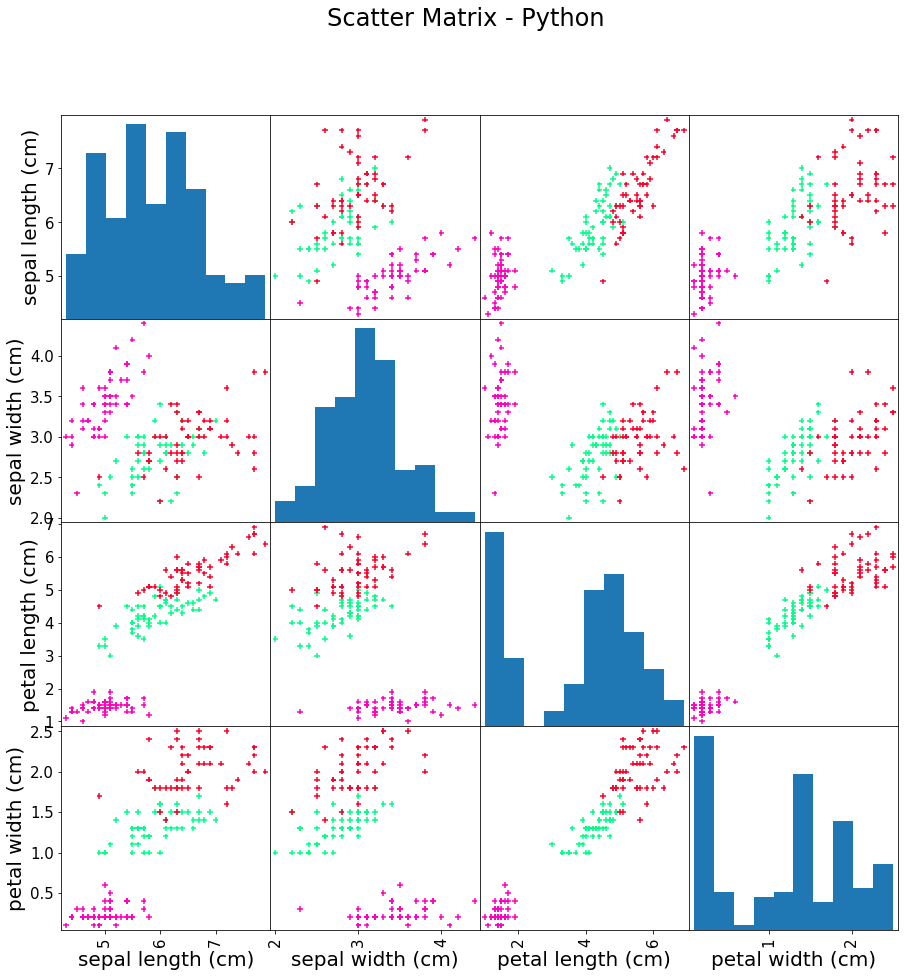 Scatter Matrix - Python
sepal length (cm)
7
6
5
sepal width (cm)
4.0
3.5
3.0
2.5
2.0
petal length (cm)
7
6
5
4
3
2
1
petal width (cm)
2.5
2.0
1.5
1.0
0.5
5 6 7 2 3 4 2 4 6 1 2
sepal length (cm) sepal width (cm) petal length (cm) petal width (cm)